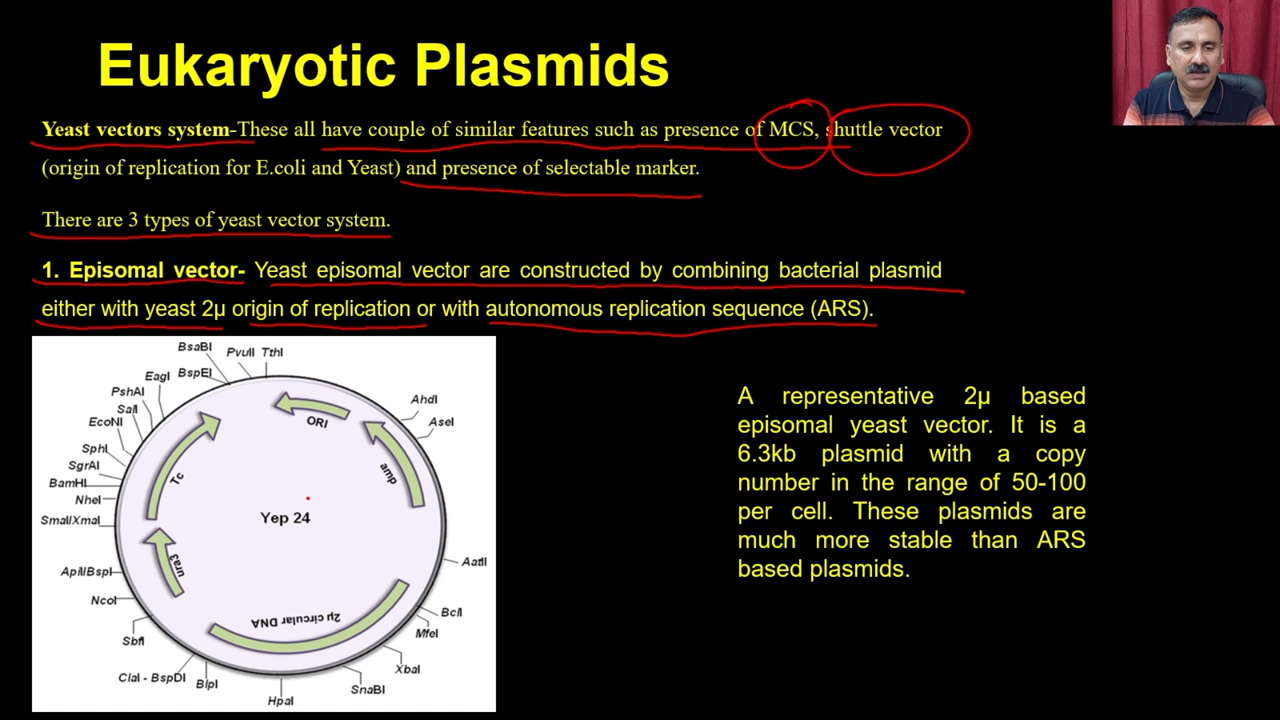 Eukaryotic Plasmids
Yeast vectors system-These all have couple of similar features such as presence of MCS, shuttle vector
(origin of replication for E.coli and Yeast) and presence of selectable marker.
There are 3 types of yeast vector system.
1. Episomal vector- Yeast episomal vector are constructed by combining bacterial plasmid
either with yeast 2µ origin of replication or with autonomous replication sequence (ARS).
BsaBI
PvuII TthI
BspEI
EagI
PshAI
SalI
EcoNI
SphI
SgrAI
BamHI
NheI
SmaI/XmaI
ApiI/BspI
NcoI
SbfI
ClaI - BspDI
BlpI
HpaI
SnaBI
XbaI
MfeI
BclI
AatII
AseI
AhdI
ORI
amp
Tc
ura3
2µ circular DNA
Yep 24
A representative 2µ based
episomal yeast vector. It is a
6.3kb plasmid with a copy
number in the range of 50-100
per cell. These plasmids are
much more stable than ARS
based plasmids.